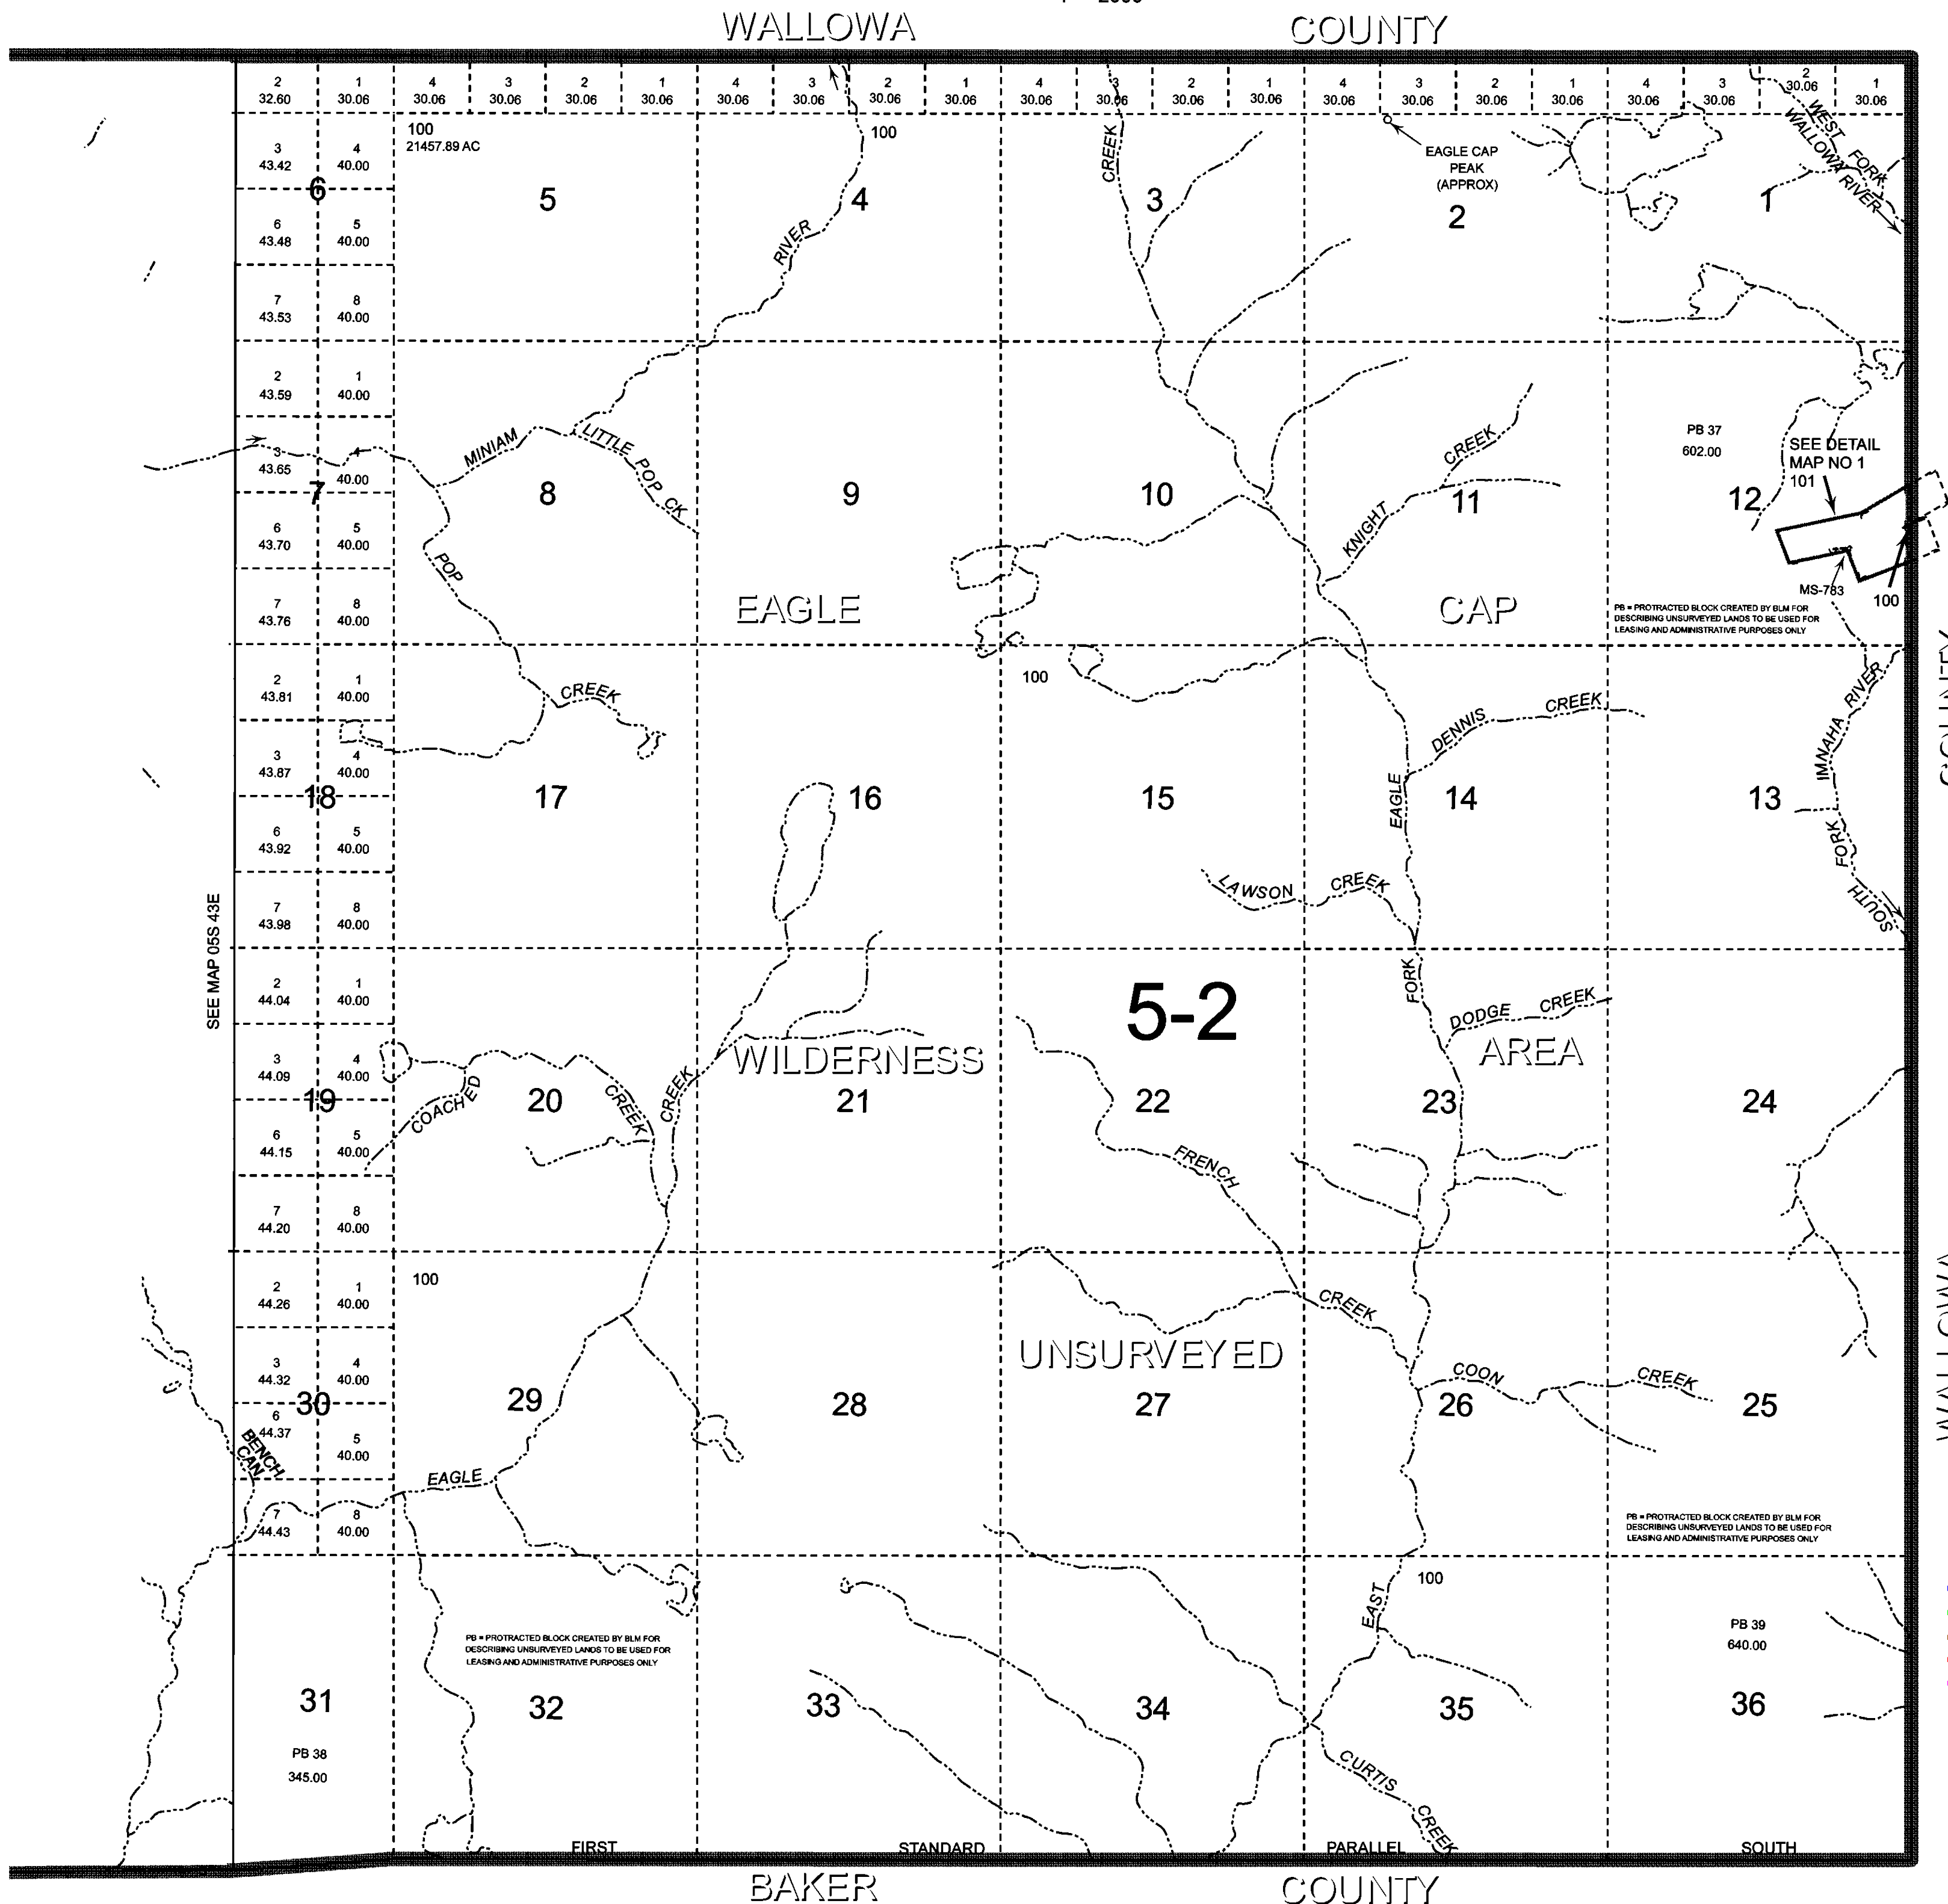 WALLOWA COUNTY
2 1 4 3 2 1 4 3 2 1 4 3 2 1 4 3 2 1 4 3 2 1
32.60 30.06 30.06 30.06 30.06 30.06 30.06 30.06 30.06 30.06 30.06 30.06 30.06 30.06 30.06 30.06 30.06 30.06 30.06 30.06 30.06 30.06
100
21457.89 AC
100
3 4
43.42 40.00
6 5 4 3 2 1
6 5
43.48 40.00
7 8
43.53 40.00
RIVER
CREEK
EAGLE CAP
PEAK
(APPROX)
WEST FORK
WALLOWA RIVER
2 1
43.59 40.00
3 4
43.65 40.00
7 8 9 10 11 12
6 5
43.70 40.00
7 8
43.76 40.00
MINIAM
LITTLE POP CK
POP
CREEK
KNIGHT
CREEK
PB 37
602.00
SEE DETAIL
MAP NO 1
101
MS-783
100
EAGLE CAP
PB = PROTRACTED BLOCK CREATED BY BLM FOR
DESCRIBING UNSURVEYED LANDS TO BE USED FOR
LEASING AND ADMINISTRATIVE PURPOSES ONLY
2 1
43.81 40.00
3 4
43.87 40.00
18 17 16 15 14 13
6 5
43.92 40.00
7 8
43.98 40.00
100
DENNIS CREEK
EAGLE
LAWSON CREEK
IMNAHA RIVER
FORK
SOUTH
SEE MAP 05S 43E
2 1
44.04 40.00
3 4
44.09 40.00
19 20 21 22 23 24
6 5
44.15 40.00
7 8
44.20 40.00
5-2
FORK
DODGE CREEK
WILDERNESS AREA
COACHED
CREEK
CREEK
FRENCH
CREEK
100
2 1
44.26 40.00
3 4
44.32 40.00
30 29 28 27 26 25
6 5
44.37 40.00
7 8
44.43 40.00
UNSURVEYED
COON CREEK
BENCH
CAN
EAGLE
PB = PROTRACTED BLOCK CREATED BY BLM FOR
DESCRIBING UNSURVEYED LANDS TO BE USED FOR
LEASING AND ADMINISTRATIVE PURPOSES ONLY
100
EAST
PB 39
640.00
PB = PROTRACTED BLOCK CREATED BY BLM FOR
DESCRIBING UNSURVEYED LANDS TO BE USED FOR
LEASING AND ADMINISTRATIVE PURPOSES ONLY
31 32 33 34 35 36
PB 38
345.00
CURTIS
CREEK
FIRST STANDARD PARALLEL SOUTH
BAKER COUNTY